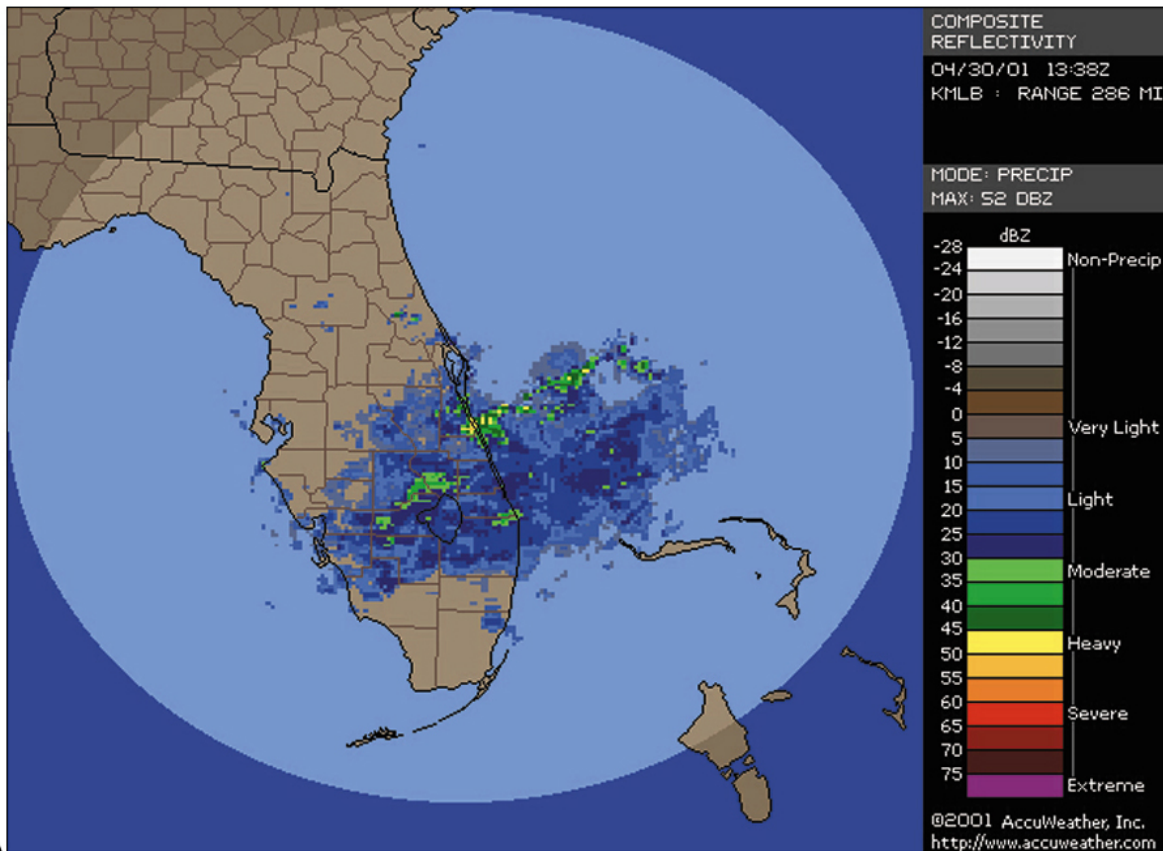 COMPOSITE
REFLECTIVITY
04/30/01 13:38Z
KMLB : RANGE 286 MI
MODE: PRECIP
MAX: 52 DBZ
dBZ
-28
Non-Precip
-24
-20
-16
-12
-8
-4
0
Very Light
5
10
15
Light
20
25
30
Moderate
35
40
45
Heavy
50
55
60
Severe
65
70
75
Extreme
©2001 AccuWeather, Inc.
http://www.accuweather.com